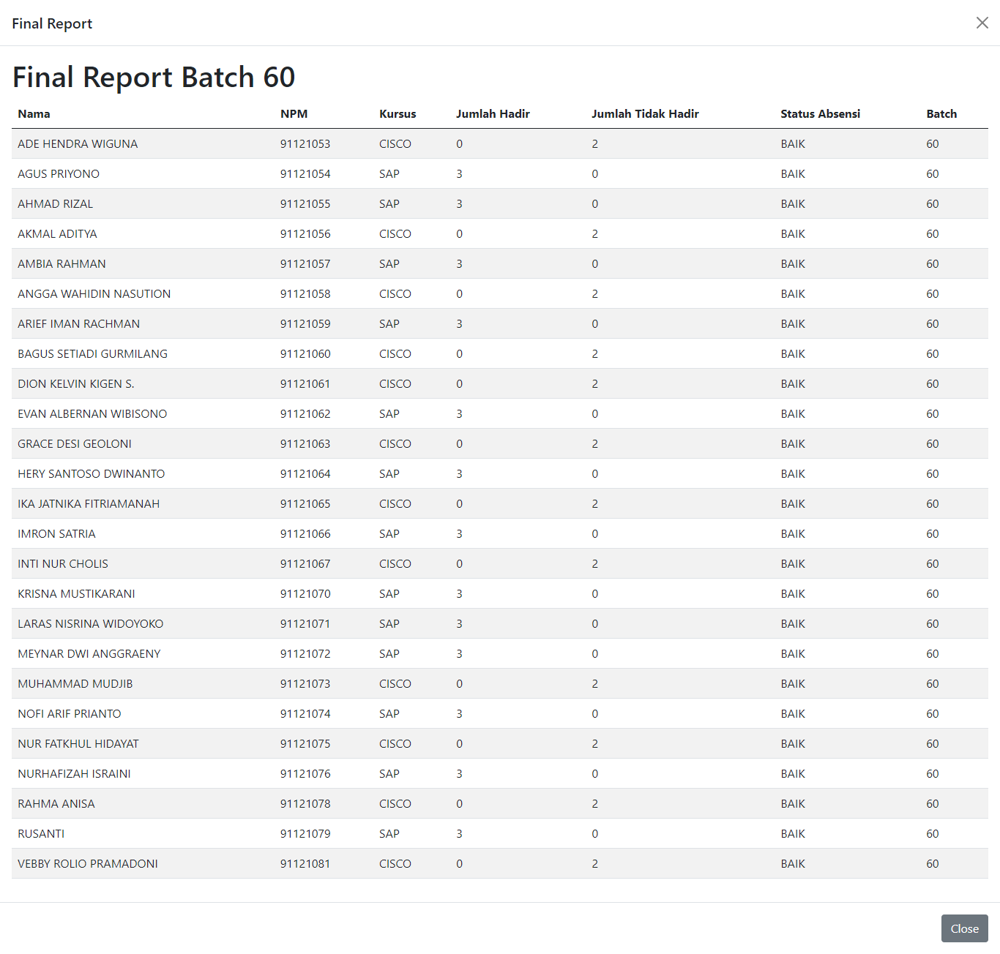 Final Report
Final Report Batch 60
Nama NPM Kursus Jumlah Hadir Jumlah Tidak Hadir Status Absensi Batch
ADE HENDRA WIGUNA 91121053 CISCO 0 2 BAIK 60
AGUS PRIYONO 91121054 SAP 3 0 BAIK 60
AHMAD RIZAL 91121055 SAP 3 0 BAIK 60
AKMAL ADITYA 91121056 CISCO 0 2 BAIK 60
AMBIA RAHMAN 91121057 SAP 3 0 BAIK 60
ANGGA WAHIDIN NASUTION 91121058 CISCO 0 2 BAIK 60
ARIEF IMAN RACHMAN 91121059 SAP 3 0 BAIK 60
BAGUS SETIADI GURMILANG 91121060 CISCO 0 2 BAIK 60
DION KELVIN KIGEN S. 91121061 CISCO 0 2 BAIK 60
EVAN ALBERNAN WIBISONO 91121062 SAP 3 0 BAIK 60
GRACE DESI GEOLONI 91121063 CISCO 0 2 BAIK 60
HERY SANTOSO DWINANTO 91121064 SAP 3 0 BAIK 60
IKA JATNIKA FITRIAMANAH 91121065 CISCO 0 2 BAIK 60
IMRON SATRIA 91121066 SAP 3 0 BAIK 60
INTI NUR CHOLIS 91121067 CISCO 0 2 BAIK 60
KRISNA MUSTIKARANI 91121070 SAP 3 0 BAIK 60
LARAS NISRINA WIDOYOKO 91121071 SAP 3 0 BAIK 60
MEYNAR DWI ANGGRAENY 91121072 SAP 3 0 BAIK 60
MUHAMMAD MUDJIB 91121073 CISCO 0 2 BAIK 60
NOFI ARIF PRIANTO 91121074 SAP 3 0 BAIK 60
NUR FATKHUL HIDAYAT 91121075 CISCO 0 2 BAIK 60
NURHAFIZAH ISRAINI 91121076 SAP 3 0 BAIK 60
RAHMA ANISA 91121078 CISCO 0 2 BAIK 60
RUSANTI 91121079 SAP 3 0 BAIK 60
VEBBY ROLIO PRAMADONI 91121081 CISCO 0 2 BAIK 60
Close